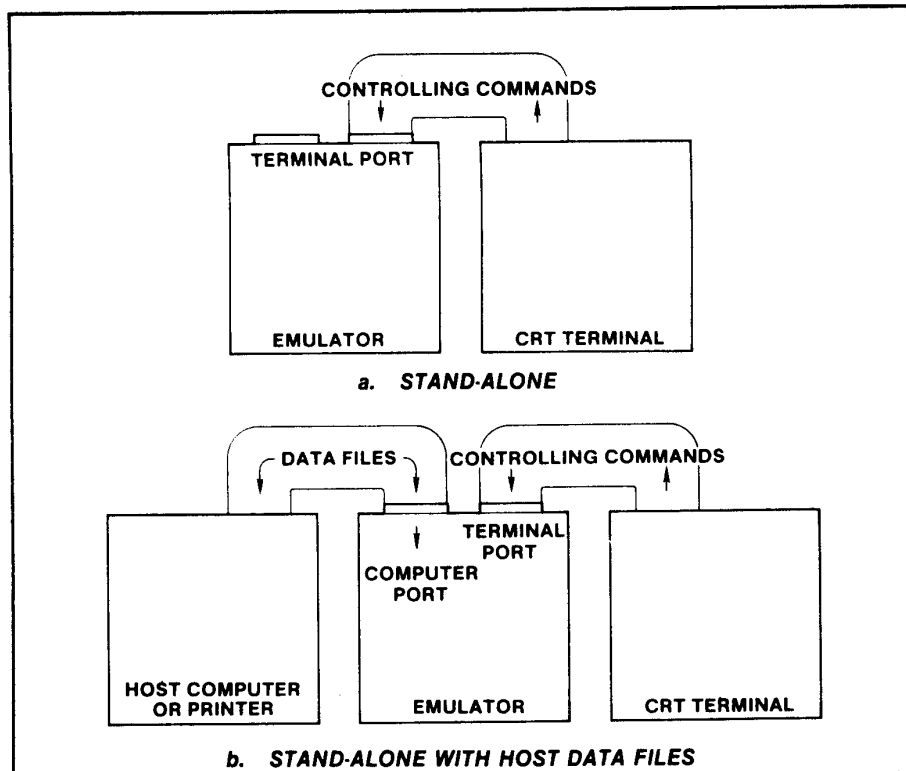 CONTROLLING COMMANDS
TERMINAL PORT
EMULATOR
CRT TERMINAL
a. STAND-ALONE
DATA FILES
CONTROLLING COMMANDS
TERMINAL
PORT
COMPUTER
PORT
HOST COMPUTER
OR PRINTER
EMULATOR
CRT TERMINAL
b. STAND-ALONE WITH HOST DATA FILES